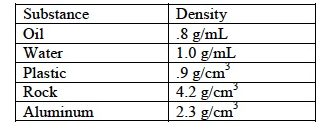 Substance Density
Oil .8 g/mL
Water 1.0 g/mL
Plastic .9 g/cm³
Rock 4.2 g/cm³
Aluminum 2.3 g/cm³